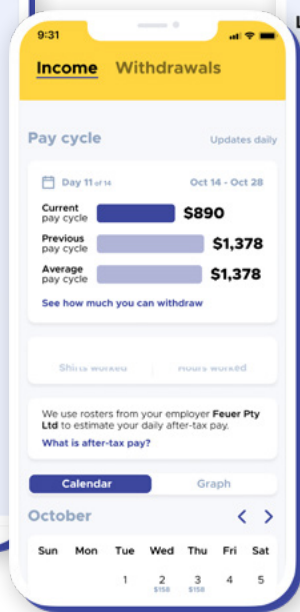 9:31
Income Withdrawals
Pay cycle Updates daily
Day 11 of 14 Oct 14 - Oct 28
Current
pay cycle $890
Previous
pay cycle $1,378
Average
pay cycle $1,378
See how much you can withdraw
Shifts worked Hours worked
We use rosters from your employer Feuer Pty
Ltd to estimate your daily after-tax pay.
What is after-tax pay?
Calendar Graph
October < >
Sun Mon Tue Wed Thu Fri Sat
1 2 3 4 5
$158 $158